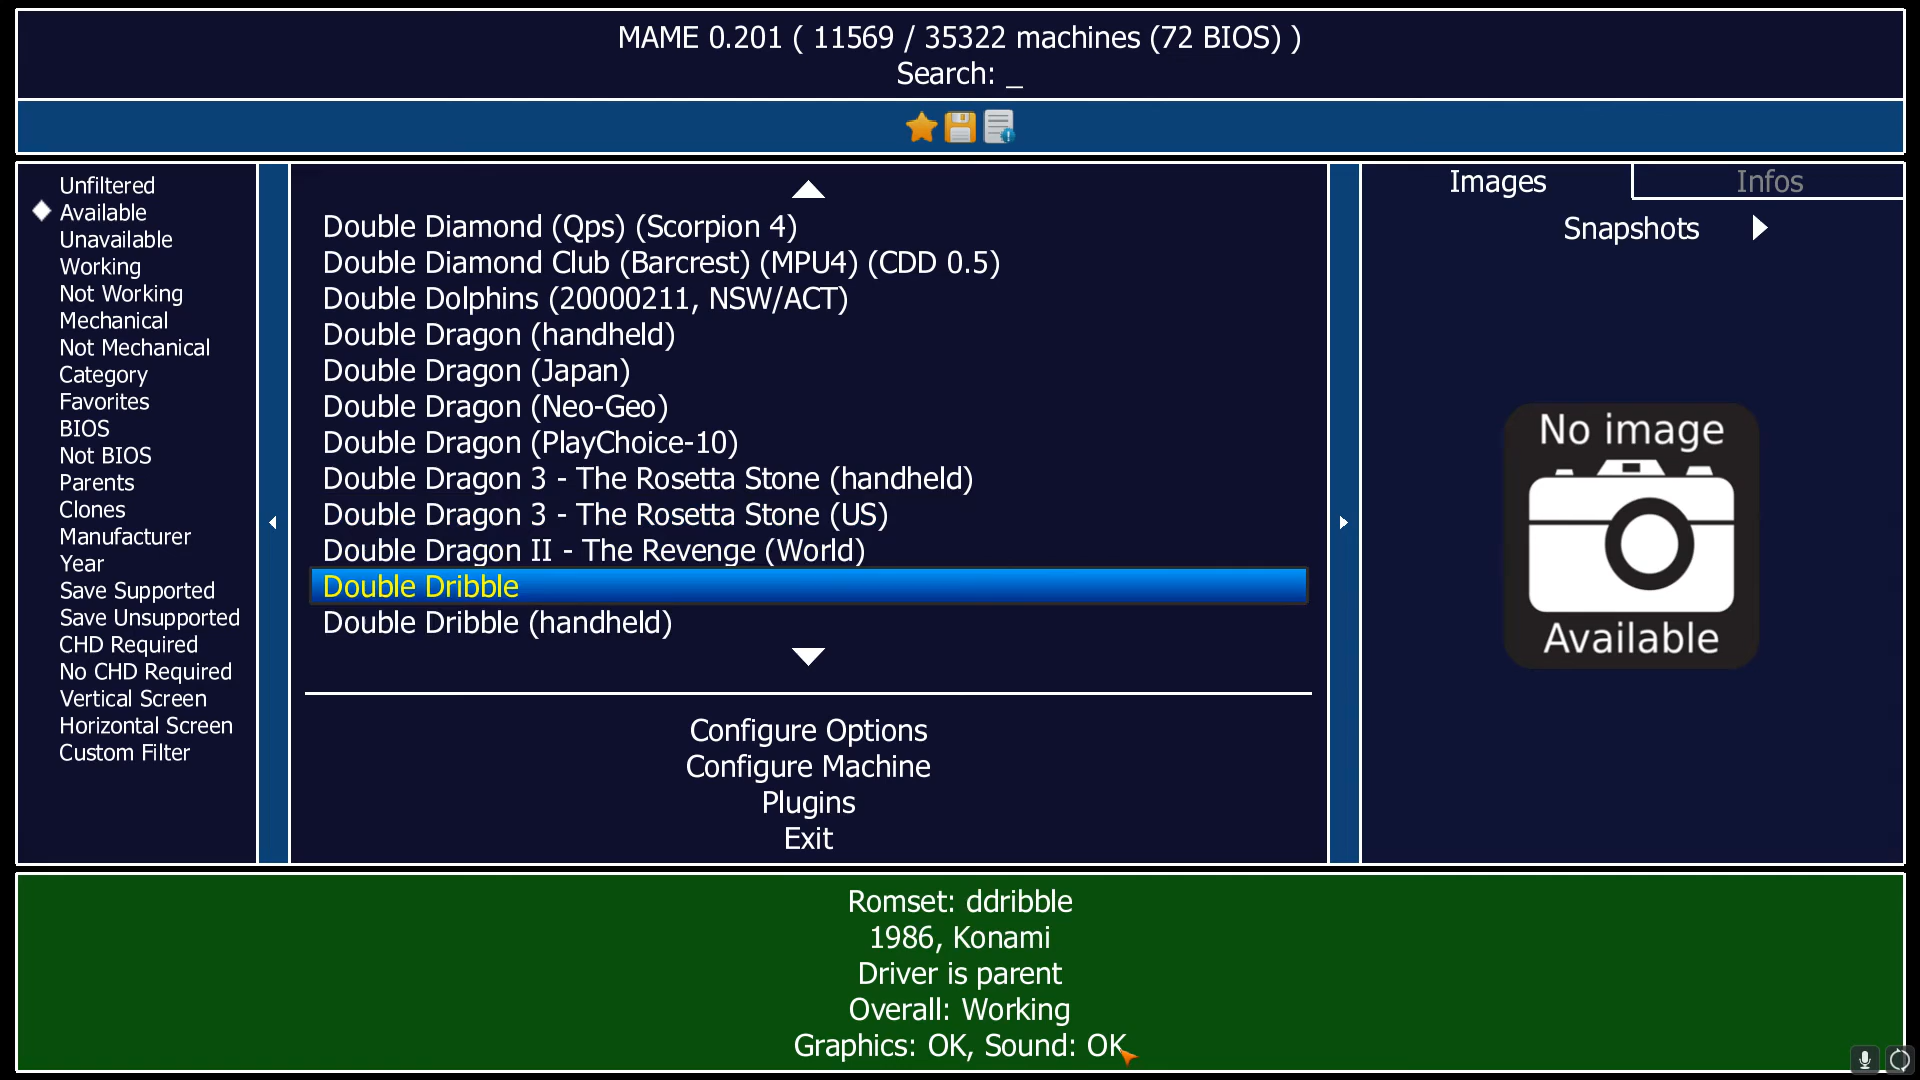 MAME 0.201 ( 11569 / 35322 machines (72 BIOS) )
Search: _
Unfiltered
Available
Unavailable
Working
Not Working
Mechanical
Not Mechanical
Category
Favorites
BIOS
Not BIOS
Parents
Clones
Manufacturer
Year
Save Supported
Save Unsupported
CHD Required
No CHD Required
Vertical Screen
Horizontal Screen
Custom Filter
Double Diamond (Qps) (Scorpion 4)
Double Diamond Club (Barcrest) (MPU4) (CDD 0.5)
Double Dolphins (20000211, NSW/ACT)
Double Dragon (handheld)
Double Dragon (Japan)
Double Dragon (Neo-Geo)
Double Dragon (PlayChoice-10)
Double Dragon 3 - The Rosetta Stone (handheld)
Double Dragon 3 - The Rosetta Stone (US)
Double Dragon II - The Revenge (World)
Double Dribble
Double Dribble (handheld)
Configure Options
Configure Machine
Plugins
Exit
Images
Infos
Snapshots
No image
Available
Romset: ddribble
1986, Konami
Driver is parent
Overall: Working
Graphics: OK, Sound: OK